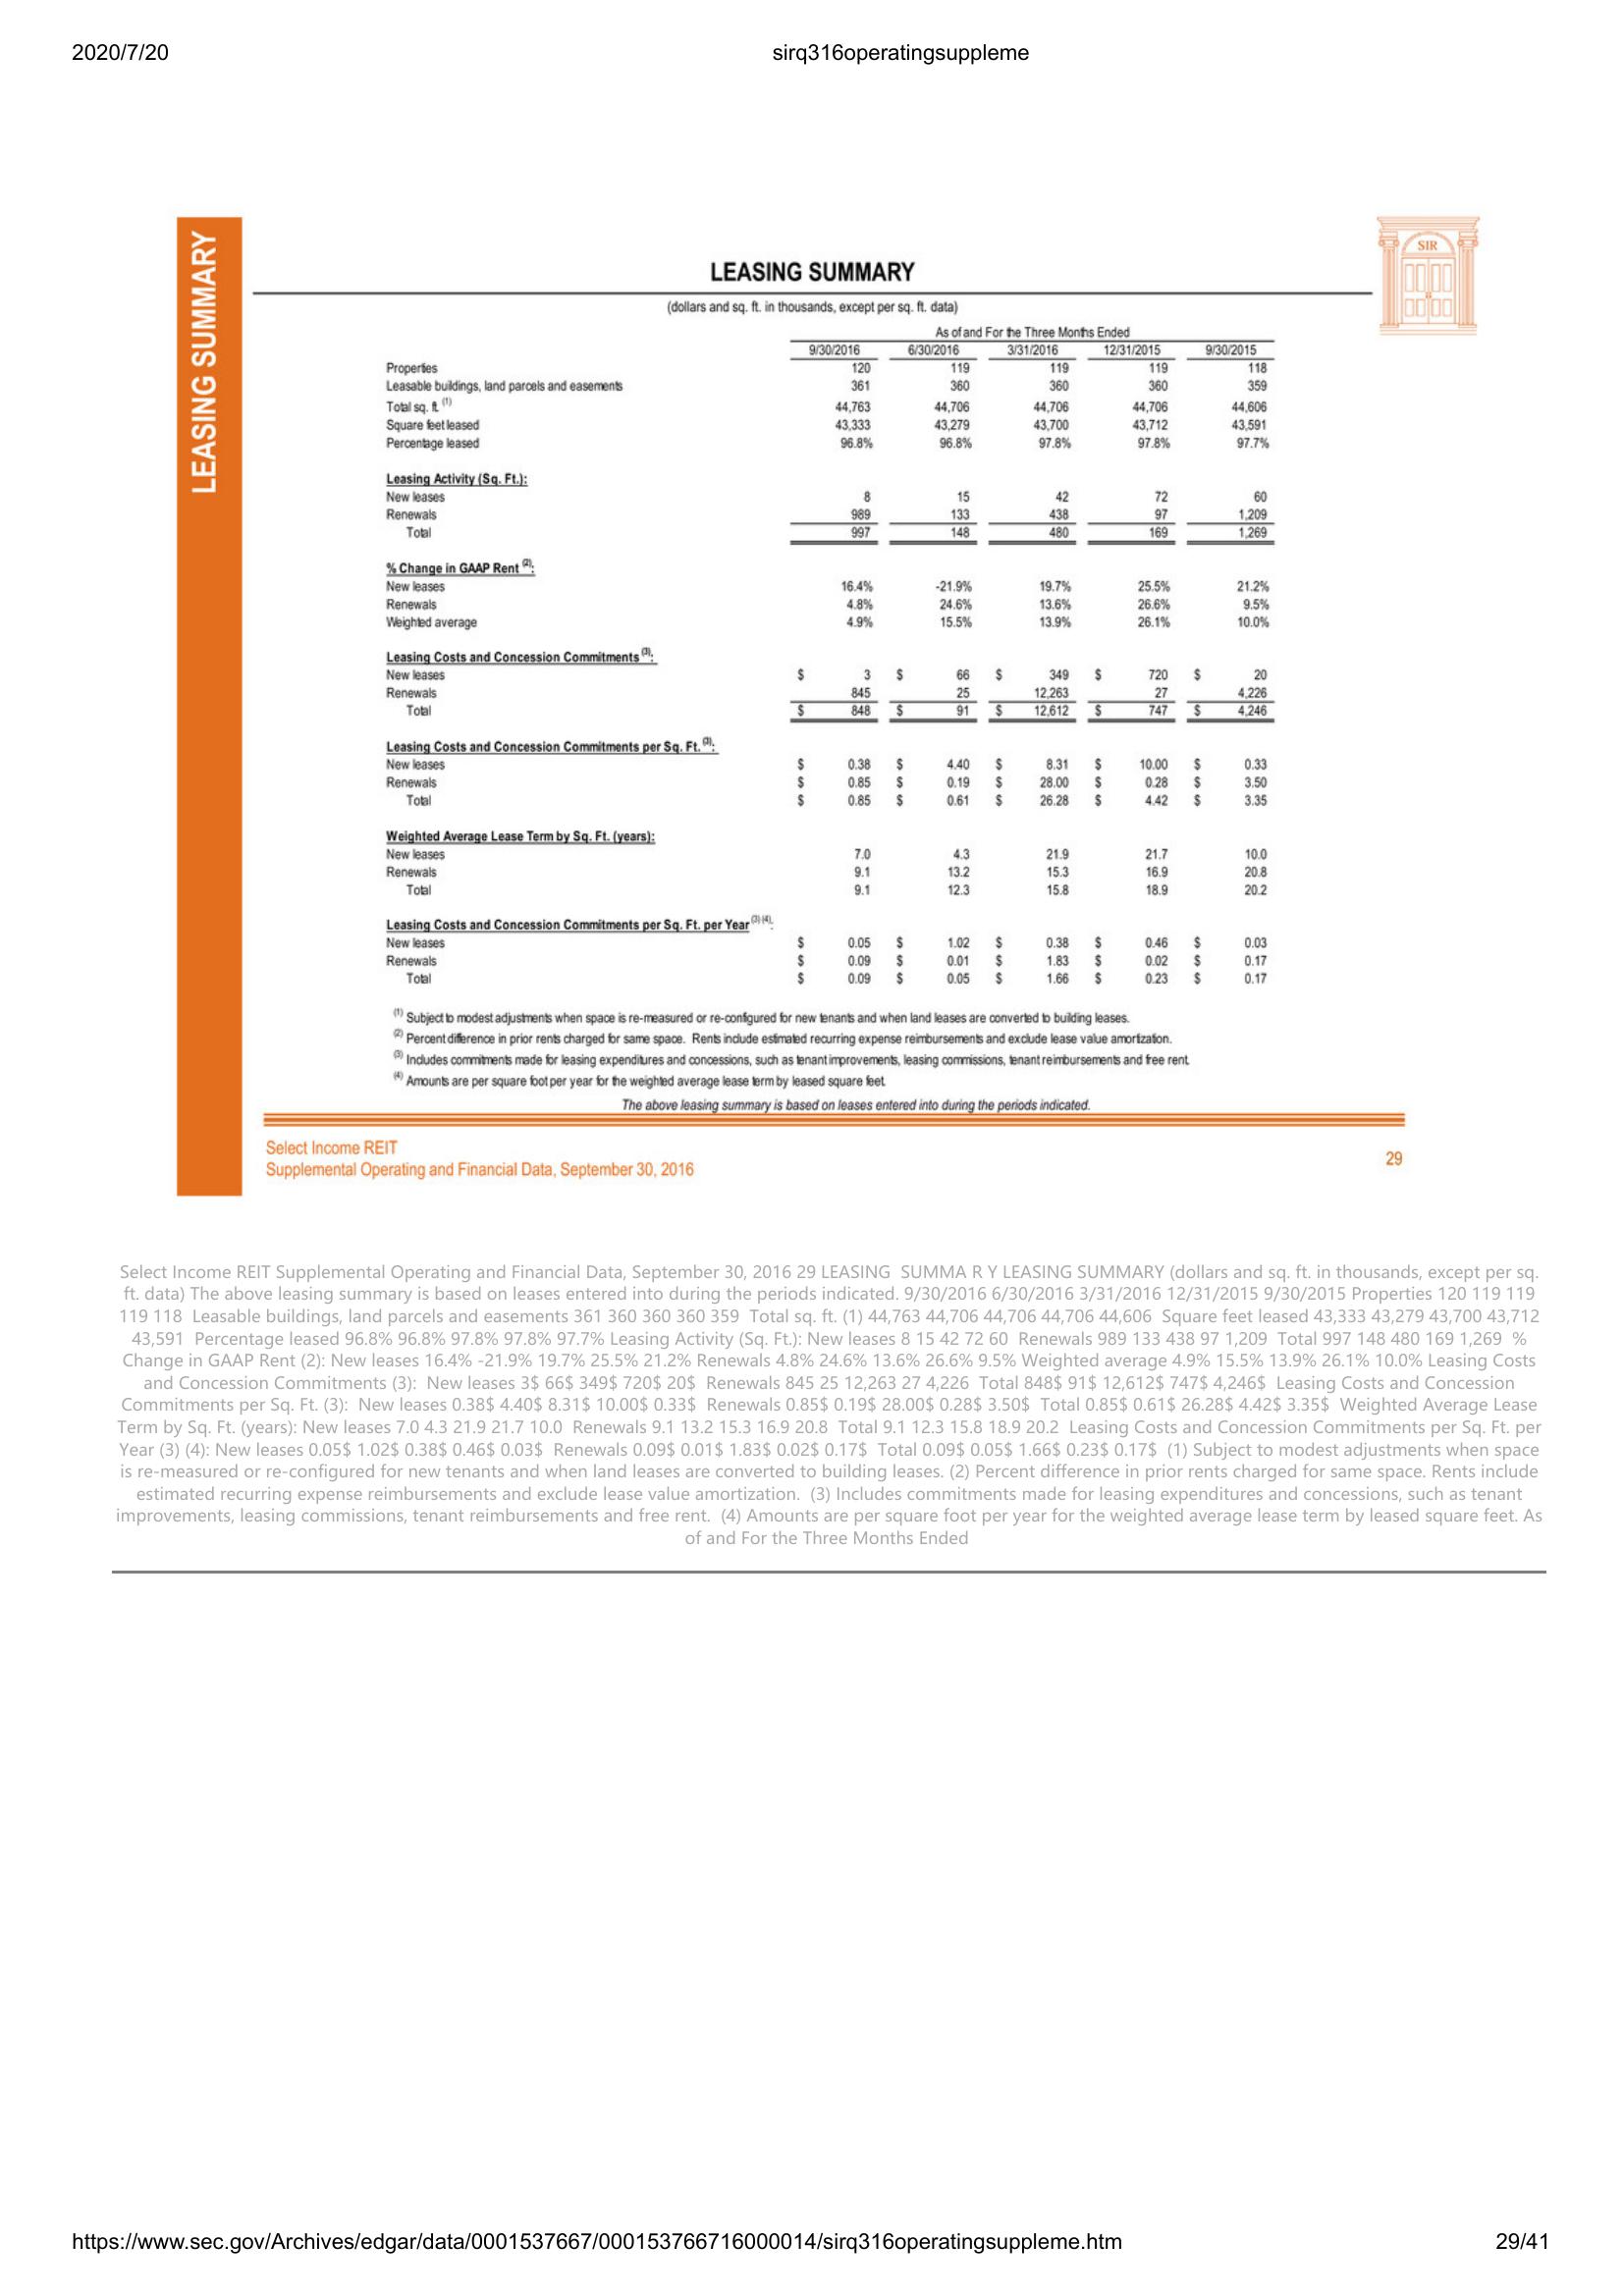 2020/7/20 sirq316operatingsuppleme
LEASING SUMMARY
SIR
LEASING SUMMARY
(dollars and sq. ft. in thousands, except per sq. ft. data)
As of and For the Three Months Ended
9/30/2016 6/30/2016 3/31/2016 12/31/2015 9/30/2015
Properties 120 119 119 119 118
Leasable buildings, land parcels and easements 361 360 360 360 359
Total sq. ft. (1) 44,763 44,706 44,706 44,706 44,606
Square feet leased 43,333 43,279 43,700 43,712 43,591
Percentage leased 96.8% 96.8% 97.8% 97.8% 97.7%
Leasing Activity (Sq. Ft.):
New leases 8 15 42 72 60
Renewals 989 133 438 97 1,209
Total 997 148 480 169 1,269
% Change in GAAP Rent (2):
New leases 16.4% -21.9% 19.7% 25.5% 21.2%
Renewals 4.8% 24.6% 13.6% 26.6% 9.5%
Weighted average 4.9% 15.5% 13.9% 26.1% 10.0%
Leasing Costs and Concession Commitments (3):
New leases $ 3 $ 66 $ 349 $ 720 $ 20
Renewals 845 25 12,263 27 4,226
Total $ 848 $ 91 $ 12,612 $ 747 $ 4,246
Leasing Costs and Concession Commitments per Sq. Ft. (3):
New leases $ 0.38 $ 4.40 $ 8.31 $ 10.00 $ 0.33
Renewals $ 0.85 $ 0.19 $ 28.00 $ 0.28 $ 3.50
Total $ 0.85 $ 0.61 $ 26.28 $ 4.42 $ 3.35
Weighted Average Lease Term by Sq. Ft. (years):
New leases 7.0 4.3 21.9 21.7 10.0
Renewals 9.1 13.2 15.3 16.9 20.8
Total 9.1 12.3 15.8 18.9 20.2
Leasing Costs and Concession Commitments per Sq. Ft. per Year (3) (4):
New leases $ 0.05 $ 1.02 $ 0.38 $ 0.46 $ 0.03
Renewals $ 0.09 $ 0.01 $ 1.83 $ 0.02 $ 0.17
Total $ 0.09 $ 0.05 $ 1.66 $ 0.23 $ 0.17
(1) Subject to modest adjustments when space is re-measured or re-configured for new tenants and when land leases are converted to building leases.
(2) Percent difference in prior rents charged for same space. Rents include estimated recurring expense reimbursements and exclude lease value amortization.
(3) Includes commitments made for leasing expenditures and concessions, such as tenant improvements, leasing commissions, tenant reimbursements and free rent.
(4) Amounts are per square foot per year for the weighted average lease term by leased square feet.
The above leasing summary is based on leases entered into during the periods indicated.
Select Income REIT
Supplemental Operating and Financial Data, September 30, 2016
29
Select Income REIT Supplemental Operating and Financial Data, September 30, 2016 29 LEASING SUMMA R Y LEASING SUMMARY (dollars and sq. ft. in thousands, except per sq.
ft. data) The above leasing summary is based on leases entered into during the periods indicated. 9/30/2016 6/30/2016 3/31/2016 12/31/2015 9/30/2015 Properties 120 119 119
119 118 Leasable buildings, land parcels and easements 361 360 360 360 359 Total sq. ft. (1) 44,763 44,706 44,706 44,706 44,606 Square feet leased 43,333 43,279 43,700 43,712
43,591 Percentage leased 96.8% 96.8% 97.8% 97.8% 97.7% Leasing Activity (Sq. Ft.): New leases 8 15 42 72 60 Renewals 989 133 438 97 1,209 Total 997 148 480 169 1,269 %
Change in GAAP Rent (2): New leases 16.4% -21.9% 19.7% 25.5% 21.2% Renewals 4.8% 24.6% 13.6% 26.6% 9.5% Weighted average 4.9% 15.5% 13.9% 26.1% 10.0% Leasing Costs
and Concession Commitments (3): New leases 3$ 66$ 349$ 720$ 20$ Renewals 845 25 12,263 27 4,226 Total 848$ 91$ 12,612$ 747$ 4,246$ Leasing Costs and Concession
Commitments per Sq. Ft. (3): New leases 0.38$ 4.40$ 8.31$ 10.00$ 0.33$ Renewals 0.85$ 0.19$ 28.00$ 0.28$ 3.50$ Total 0.85$ 0.61$ 26.28$ 4.42$ 3.35$ Weighted Average Lease
Term by Sq. Ft. (years): New leases 7.0 4.3 21.9 21.7 10.0 Renewals 9.1 13.2 15.3 16.9 20.8 Total 9.1 12.3 15.8 18.9 20.2 Leasing Costs and Concession Commitments per Sq. Ft. per
Year (3) (4): New leases 0.05$ 1.02$ 0.38$ 0.46$ 0.03$ Renewals 0.09$ 0.01$ 1.83$ 0.02$ 0.17$ Total 0.09$ 0.05$ 1.66$ 0.23$ 0.17$ (1) Subject to modest adjustments when space
is re-measured or re-configured for new tenants and when land leases are converted to building leases. (2) Percent difference in prior rents charged for same space. Rents include
estimated recurring expense reimbursements and exclude lease value amortization. (3) Includes commitments made for leasing expenditures and concessions, such as tenant
improvements, leasing commissions, tenant reimbursements and free rent. (4) Amounts are per square foot per year for the weighted average lease term by leased square feet. As
of and For the Three Months Ended
https://www.sec.gov/Archives/edgar/data/0001537667/000153766716000014/sirq316operatingsuppleme.htm 29/41